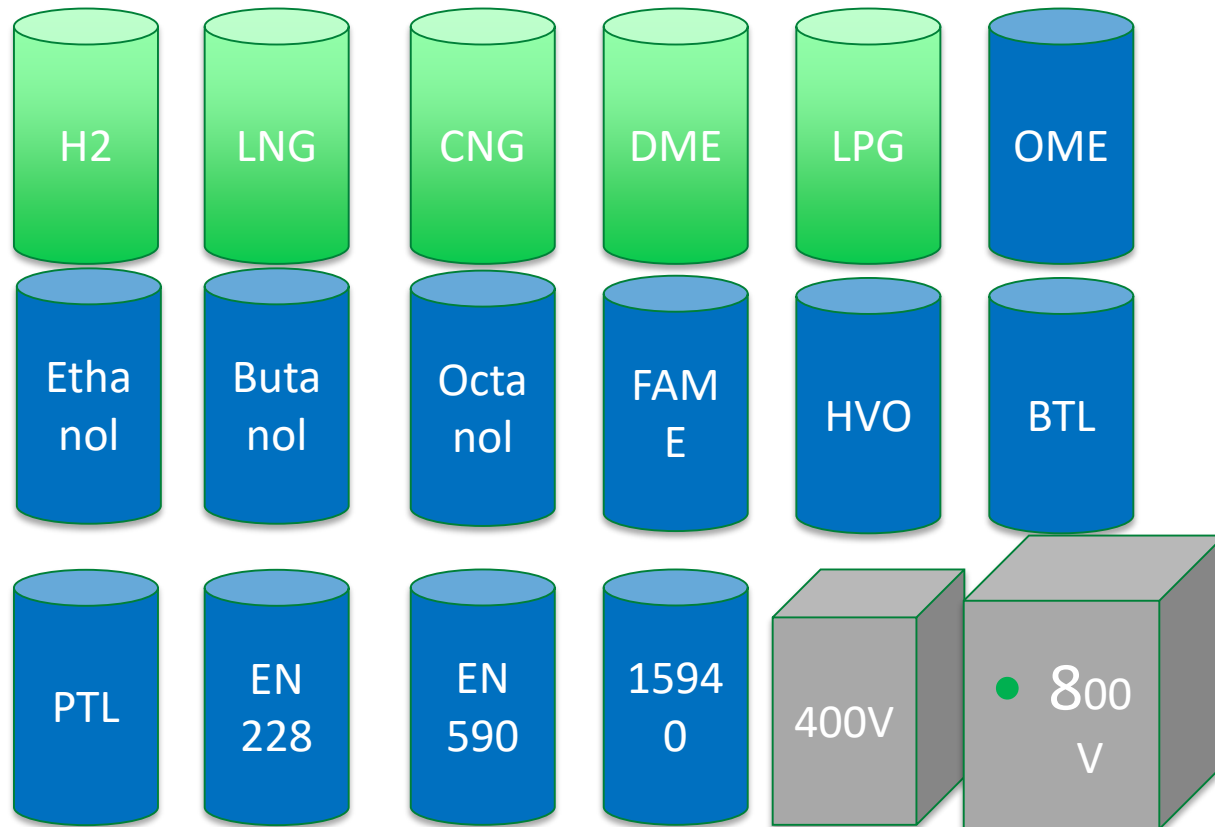 H2
LNG
CNG
DME
LPG
OME
Etha
nol
Buta
nol
Octa
nol
FAM
E
HVO
BTL
PTL
EN
228
EN
590
1594
0
400V
• 800
V